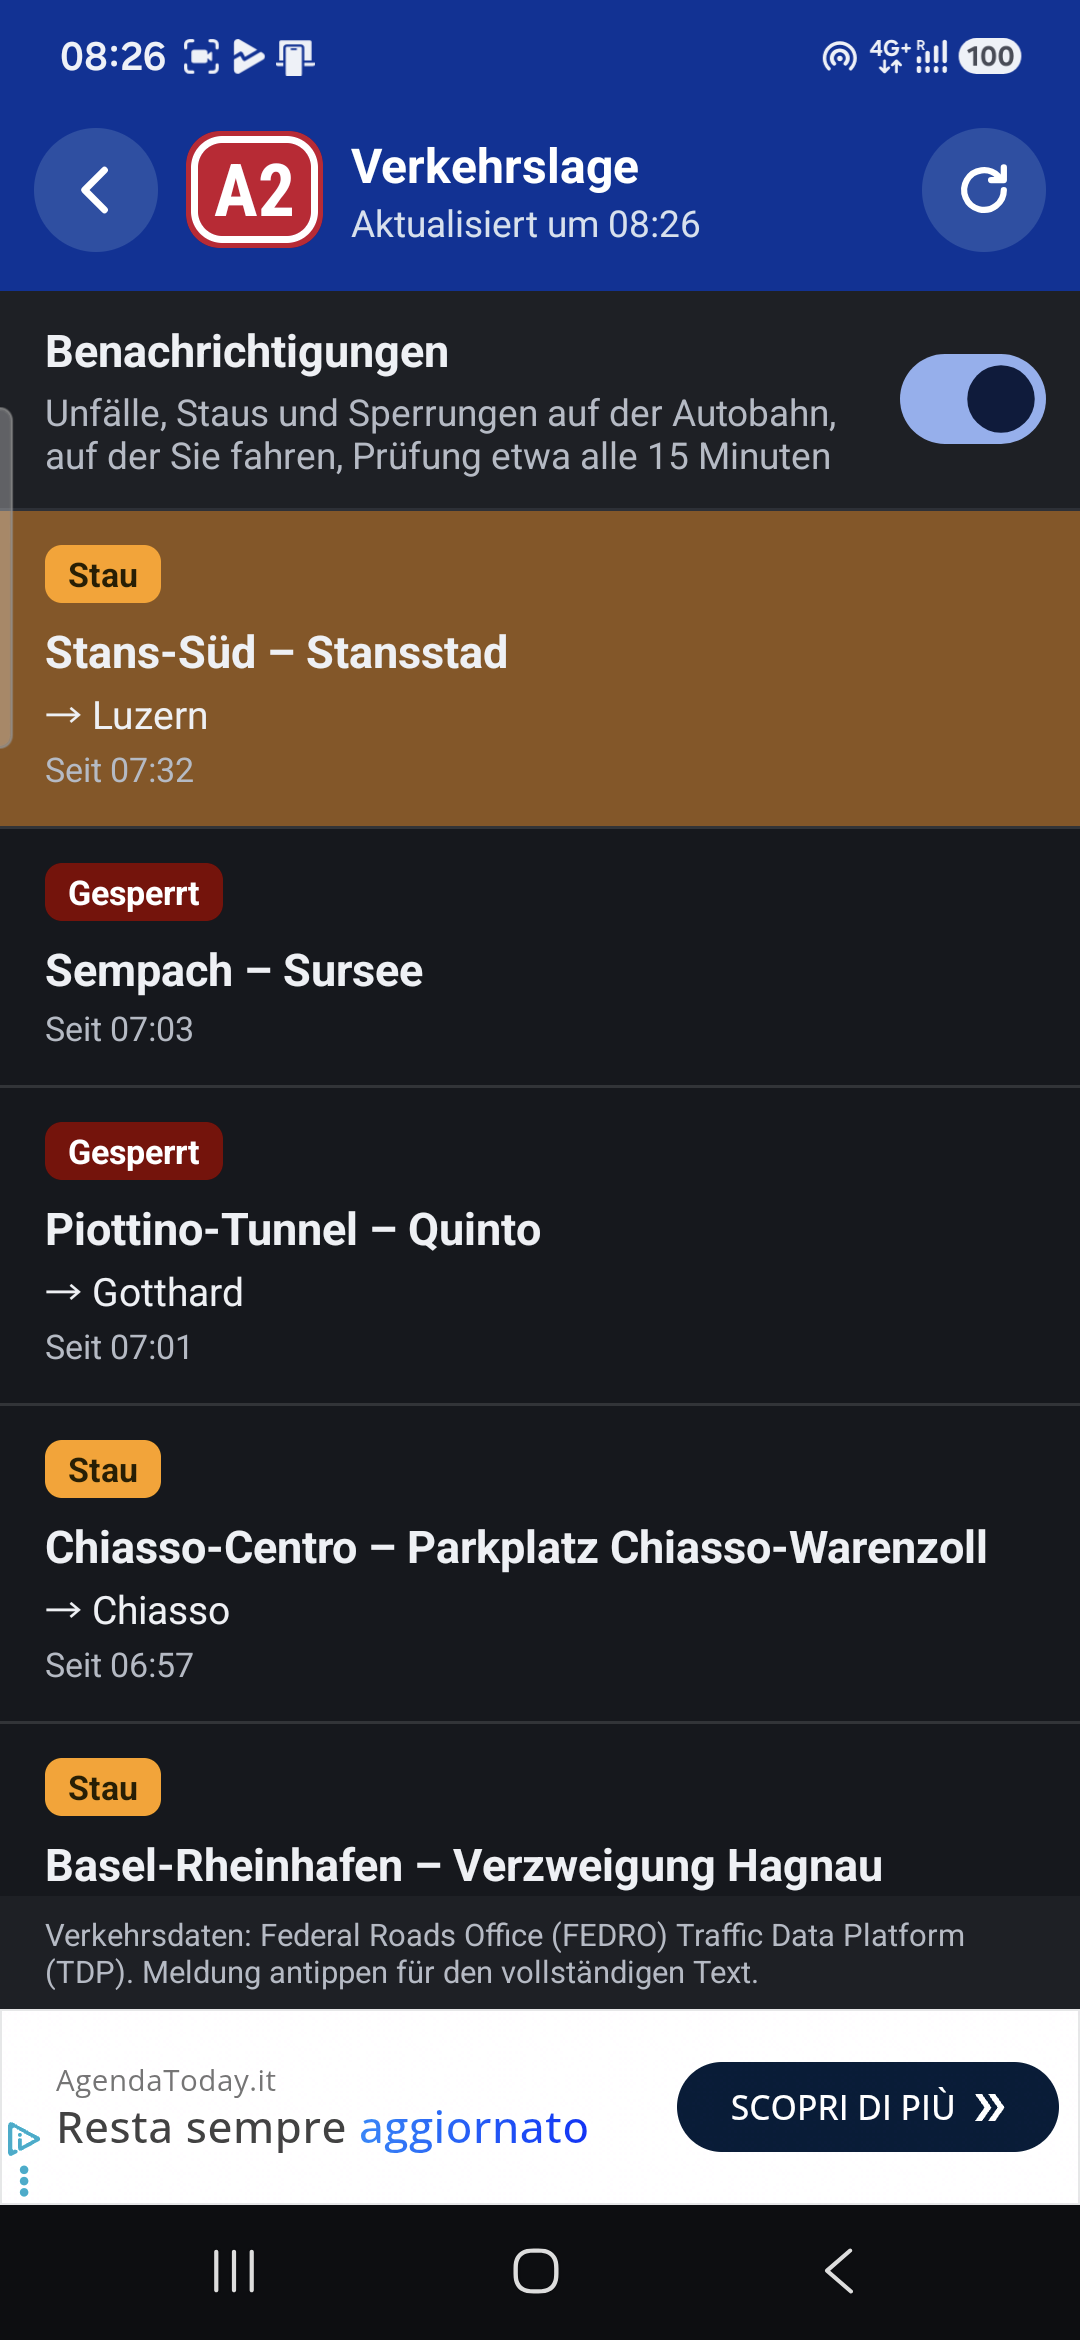 08:26
4G+ R
100
A2
Verkehrslage
Aktualisiert um 08:26
Benachrichtigungen
Unfälle, Staus und Sperrungen auf der Autobahn,
auf der Sie fahren, Prüfung etwa alle 15 Minuten
Stau
Stans-Süd – Stansstad
→ Luzern
Seit 07:32
Gesperrt
Sempach – Sursee
Seit 07:03
Gesperrt
Piottino-Tunnel – Quinto
→ Gotthard
Seit 07:01
Stau
Chiasso-Centro – Parkplatz Chiasso-Warenzoll
→ Chiasso
Seit 06:57
Stau
Basel-Rheinhafen – Verzweigung Hagnau
Verkehrsdaten: Federal Roads Office (FEDRO) Traffic Data Platform
(TDP). Meldung antippen für den vollständigen Text.
AgendaToday.it
Resta sempre aggiornato
SCOPRI DI PIÙ